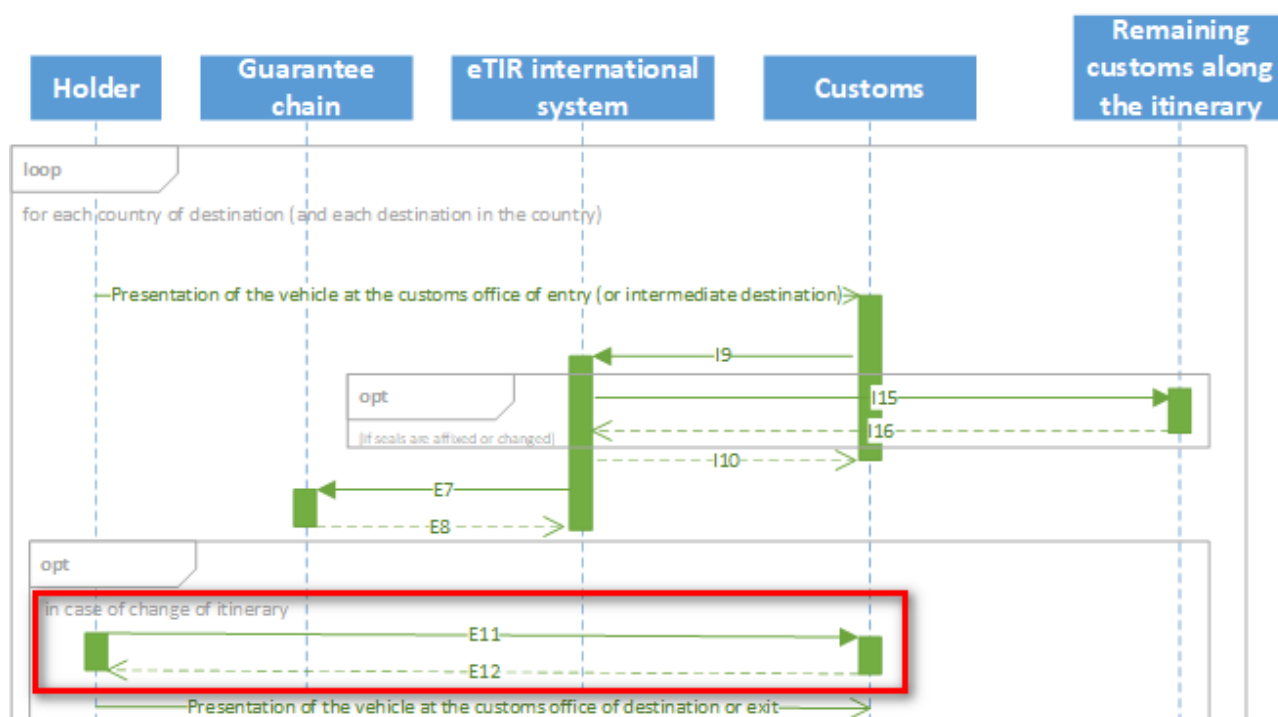 Remaining
customs along
the itinerary
Holder
Guarantee
chain
eTIR international
system
Customs
loop
for each country of destination (and each destination in the country)
Presentation of the vehicle at the customs office of entry (or intermediate destination)
I9
opt
I15
[If seals are affixed or changed]
I16
I10
E7
E8
opt
in case of change of itinerary
E11
E12
Presentation of the vehicle at the customs office of destination or exit